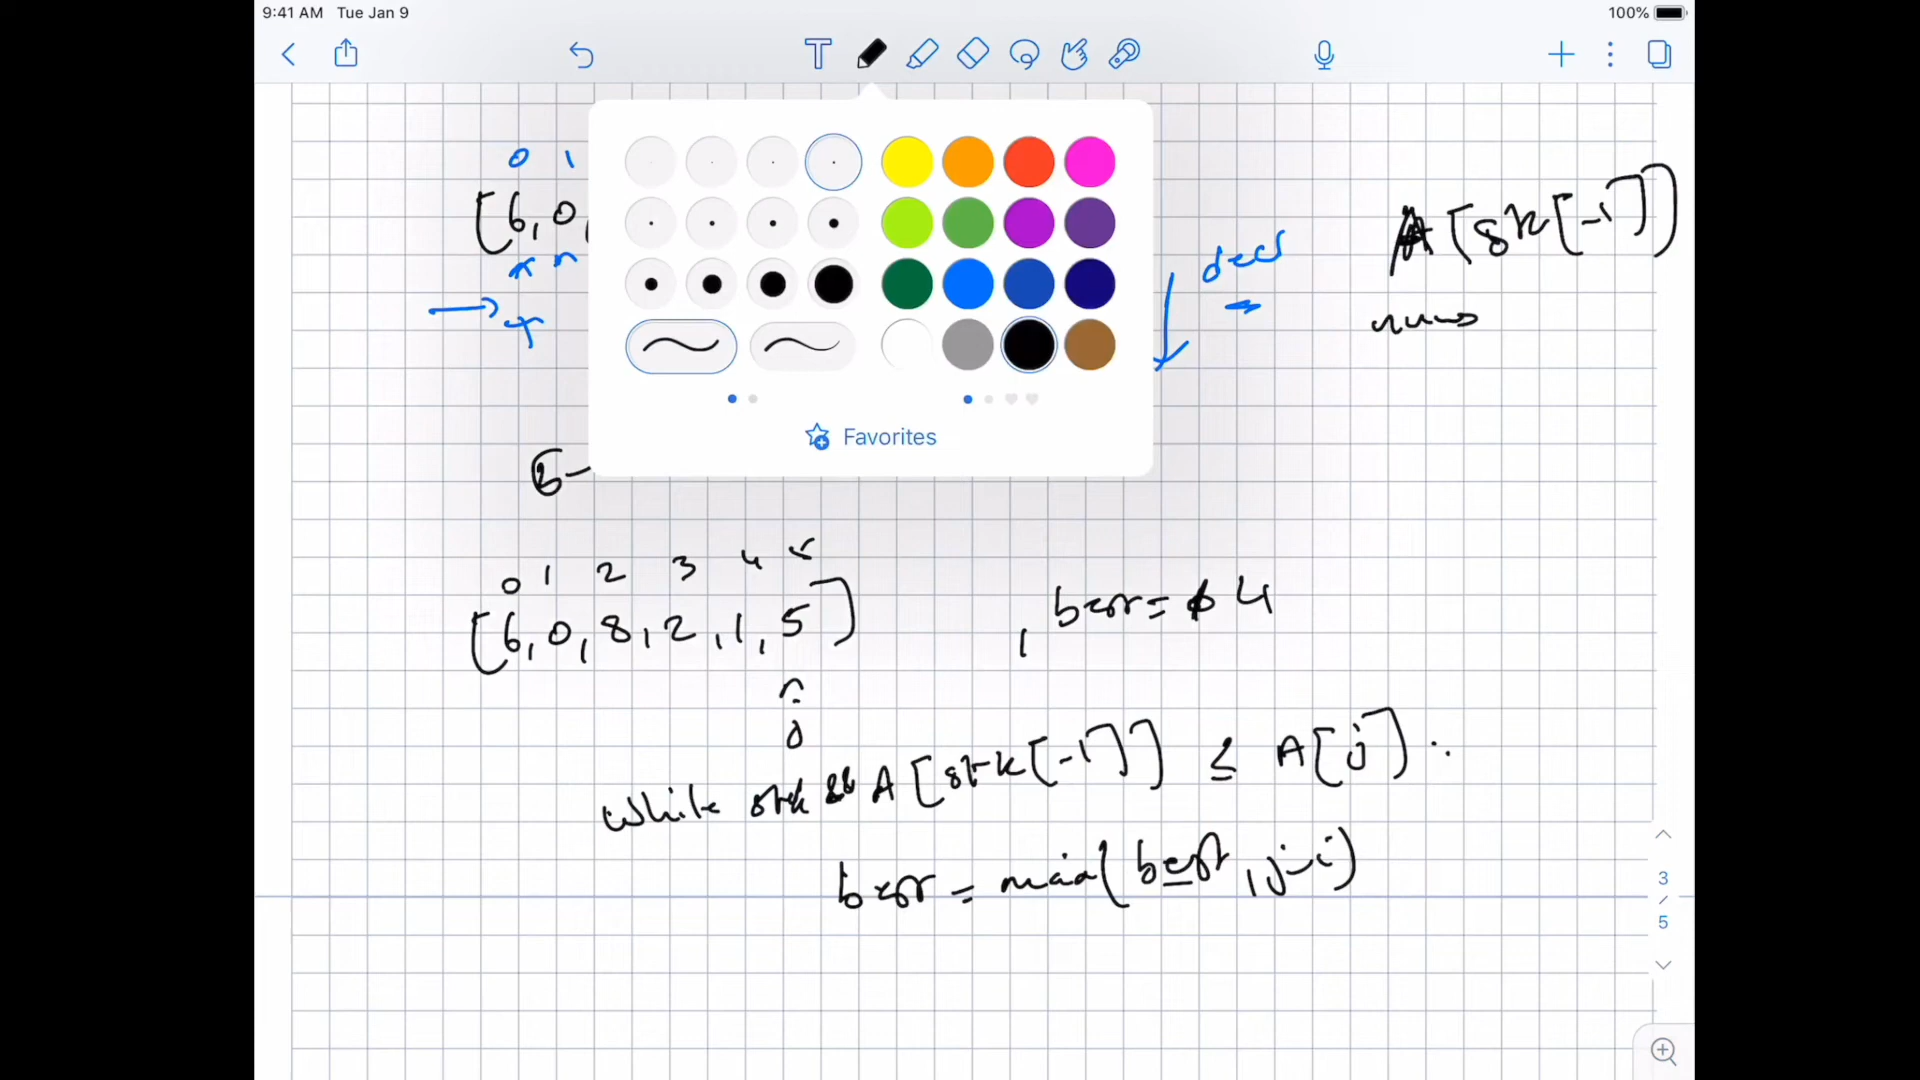 9:41 AM Tue Jan 9
100%
0 1
[6, 0,
decr
A[stk[-1]]
nums
Favorites
0 1 2 3 4 5
[6, 0, 8, 2, 1, 5]
, best = 4
j
while stk && A[stk[-1]] ≤ A[j] :
best = max(best, j-i)
3
/
5